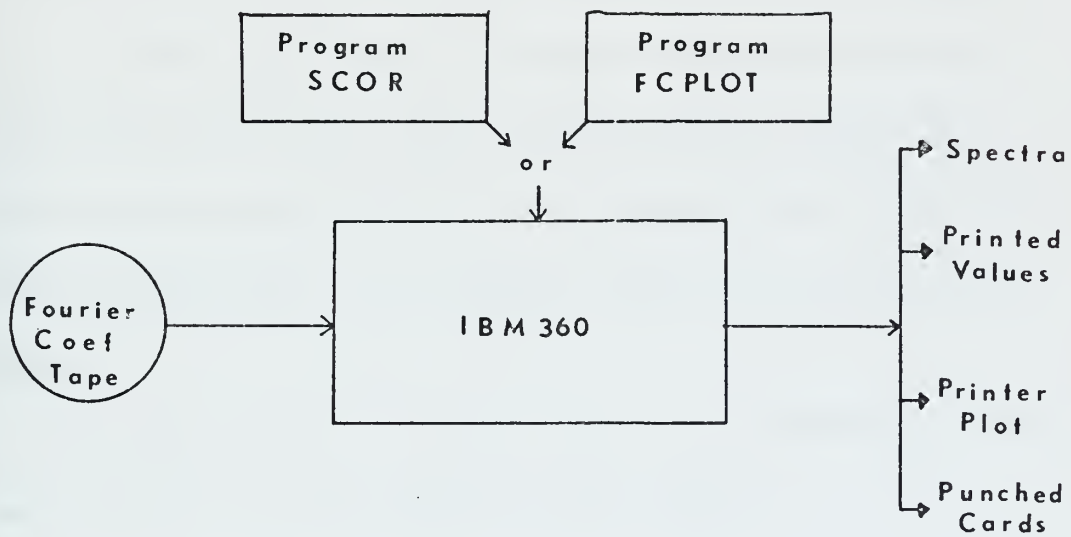 Program
SCOR
Program
FCPLOT
or
Fourier
Coef
Tape
IBM 360
Spectra
Printed
Values
Printer
Plot
Punched
Cards